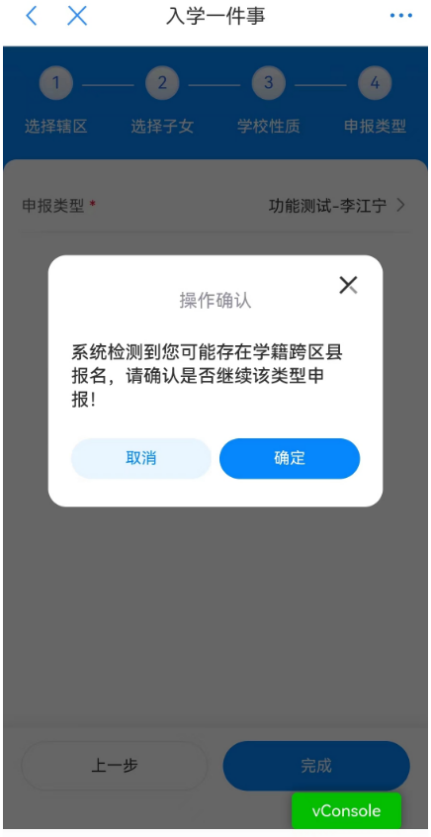 入学一件事
1 2 3 4
选择辖区 选择子女 学校性质 申报类型
申报类型* 功能测试-李江宁
操作确认
系统检测到您可能存在学籍跨区县
报名，请确认是否继续该类型申
报！
取消 确定
上一步 完成
vConsole